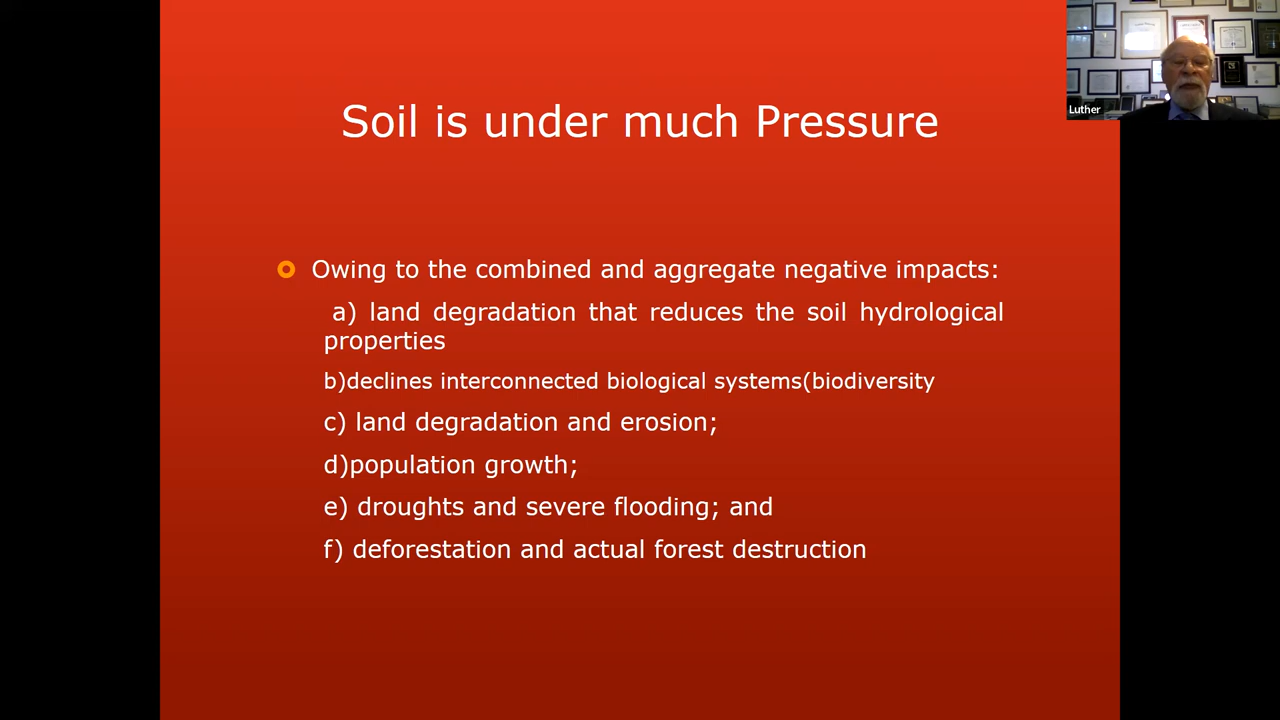 Soil is under much Pressure
Luther
Owing to the combined and aggregate negative impacts:
a) land degradation that reduces the soil hydrological
properties
b)declines interconnected biological systems(biodiversity
c) land degradation and erosion;
d)population growth;
e) droughts and severe flooding; and
f) deforestation and actual forest destruction